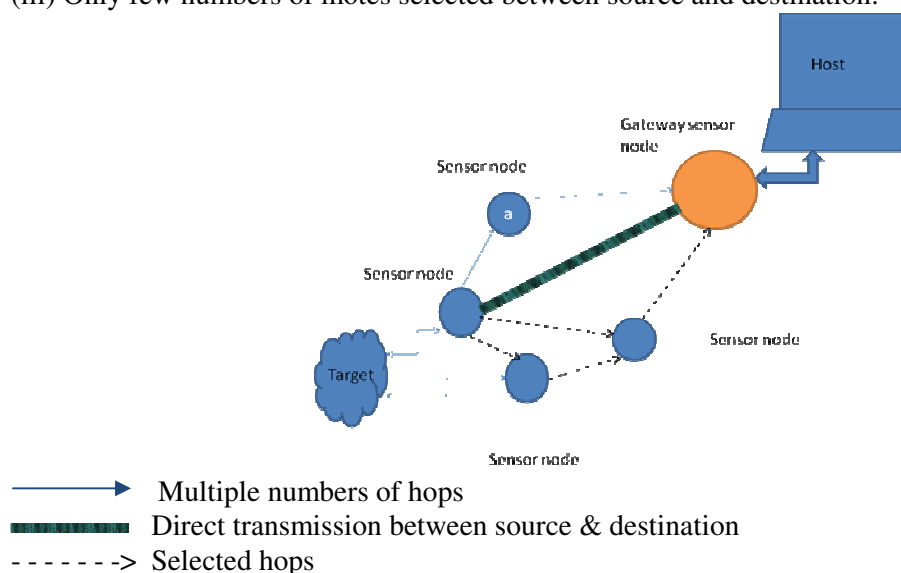 (iii) Only few numbers of motes selected between source and destination.
Host
Gateway sensor
node
Sensor node
a
Sensor node
Sensor node
Target
Sensor node
Multiple numbers of hops
Direct transmission between source & destination
Selected hops